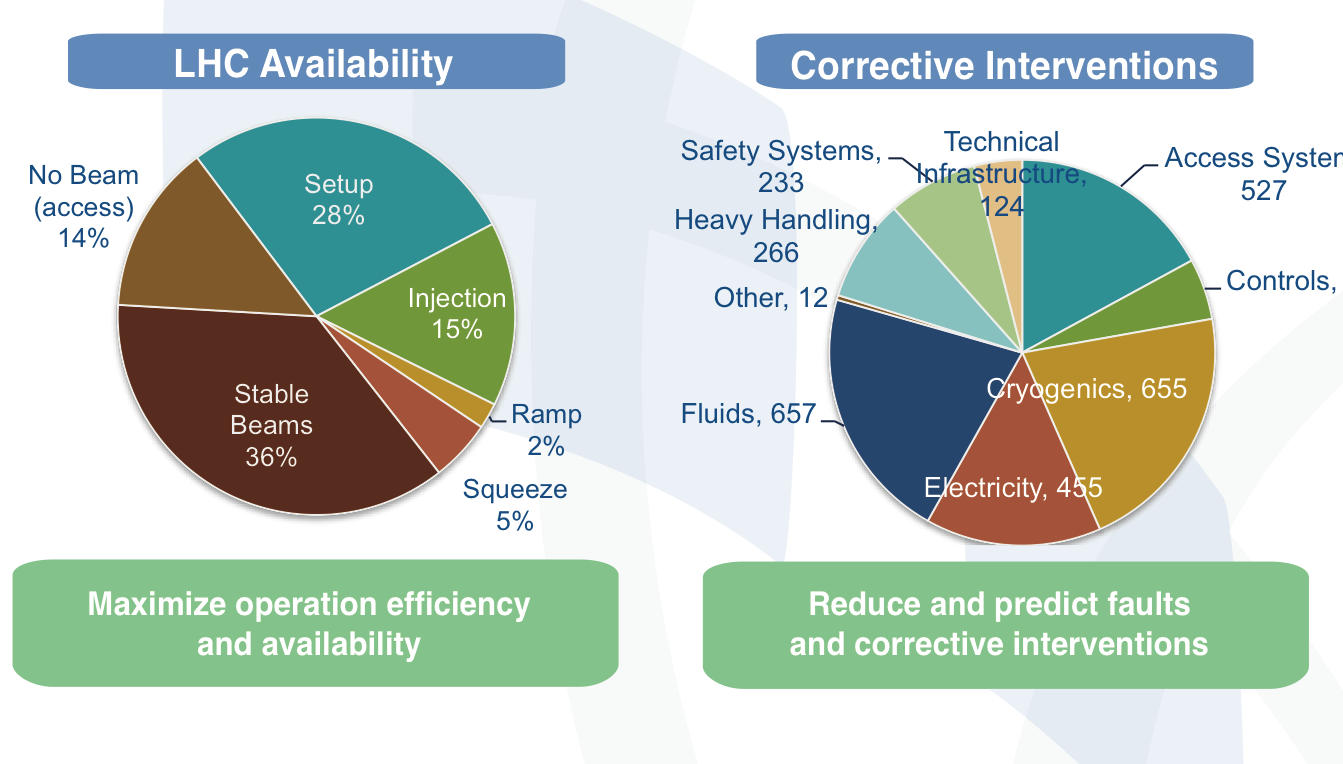 LHC Availability
No Beam
(access)
14%
Setup
28%
Injection
15%
Stable
Beams
36%
Ramp
2%
Squeeze
5%
Maximize operation efficiency
and availability
Corrective Interventions
Safety Systems,
233
Technical
Infrastructure,
124
Access System
527
Heavy Handling,
266
Controls,
Other, 12
Cryogenics, 655
Fluids, 657
Electricity, 455
Reduce and predict faults
and corrective interventions